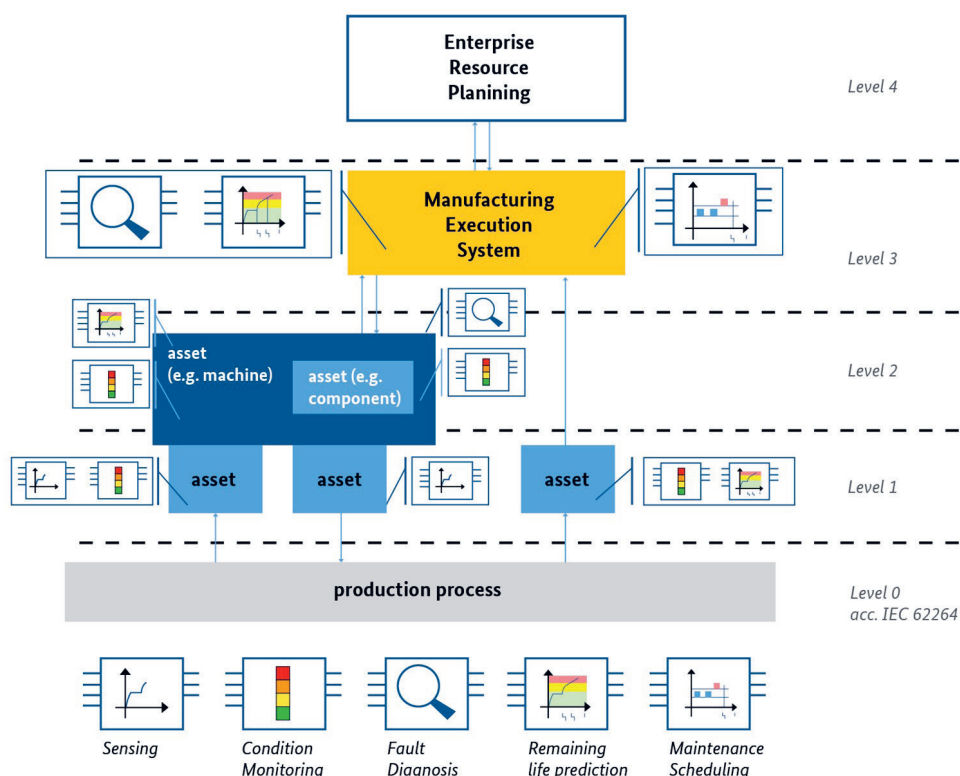 Enterprise
Resource
Planining
Level 4
Manufacturing
Execution
System
Level 3
asset
(e.g. machine)
asset (e.g.
component)
Level 2
asset
asset
asset
Level 1
production process
Level 0
acc. IEC 62264
Sensing
Condition
Monitoring
Fault
Diagnosis
Remaining
life prediction
Maintenance
Scheduling